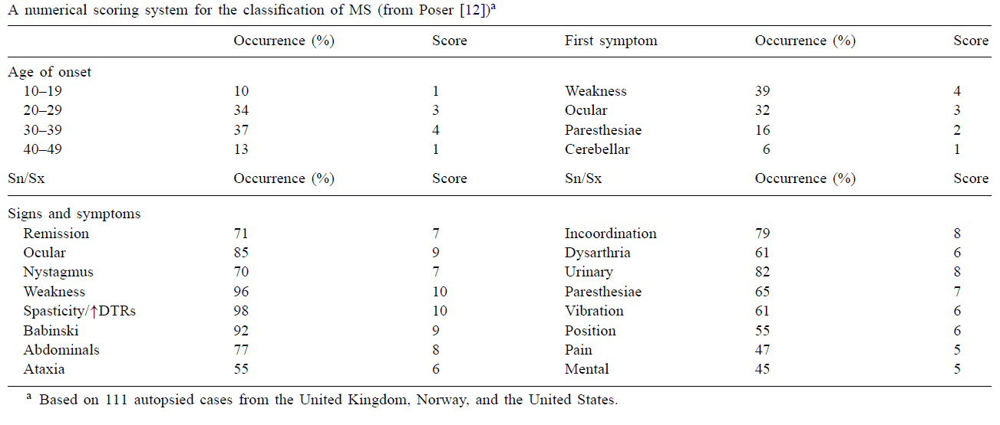 A numerical scoring system for the classification of MS (from Poser [12])a
Occurrence (%) Score First symptom Occurrence (%) Score
Age of onset
10–19 10 1 Weakness 39 4
20–29 34 3 Ocular 32 3
30–39 37 4 Paresthesiae 16 2
40–49 13 1 Cerebellar 6 1
Sn/Sx Occurrence (%) Score Sn/Sx Occurrence (%) Score
Signs and symptoms
Remission 71 7 Incoordination 79 8
Ocular 85 9 Dysarthria 61 6
Nystagmus 70 7 Urinary 82 8
Weakness 96 10 Paresthesiae 65 7
Spasticity/↑DTRs 98 10 Vibration 61 6
Babinski 92 9 Position 55 6
Abdominals 77 8 Pain 47 5
Ataxia 55 6 Mental 45 5
a Based on 111 autopsied cases from the United Kingdom, Norway, and the United States.